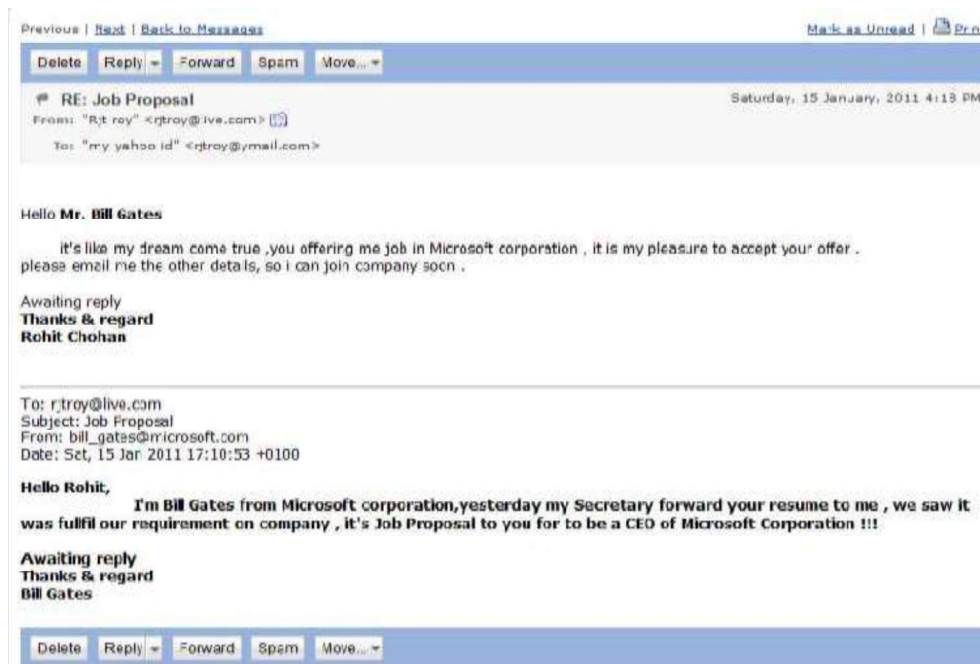 Previous | Next | Back to Messages Mark as Unread | Print
Delete Reply Forward Spam Move...
RE: Job Proposal Saturday, 15 January, 2011 4:13 PM
From: "Rjt roy" <rjtroy@live.com>
To: "my yahoo id" <rjtroy@ymail.com>
Hello Mr. Bill Gates
it's like my dream come true ,you offering me job in Microsoft corporation , it is my pleasure to accept your offer .
please email me the other details, so i can join company soon .
Awaiting reply
Thanks & regard
Rohit Chohan
To: rjtroy@live.com
Subject: Job Proposal
From: bill_gates@microsoft.com
Date: Sat, 15 Jan 2011 17:10:53 +0100
Hello Rohit,
I'm Bill Gates from Microsoft corporation,yesterday my Secretary forward your resume to me , we saw it
was fullfil our requirement on company , it's Job Proposal to you for to be a CEO of Microsoft Corporation !!!
Awaiting reply
Thanks & regard
Bill Gates
Delete Reply Forward Spam Move...